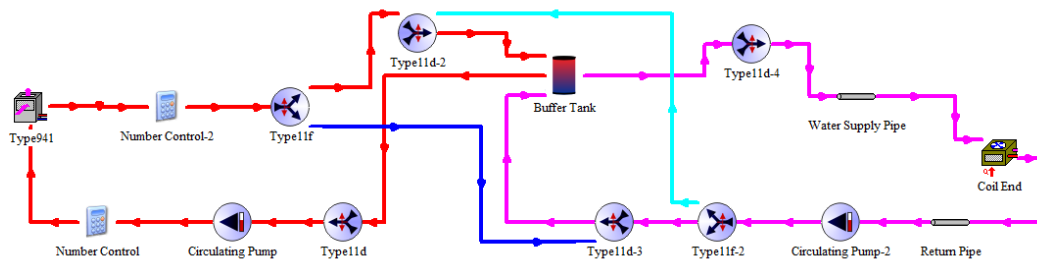 Type11d-2
Type11d-4
Buffer Tank
Type941
Number Control-2
Type11f
Water Supply Pipe
Coil End
Number Control
Circulating Pump
Type11d
Type11d-3
Type11f-2
Circulating Pump-2
Return Pipe